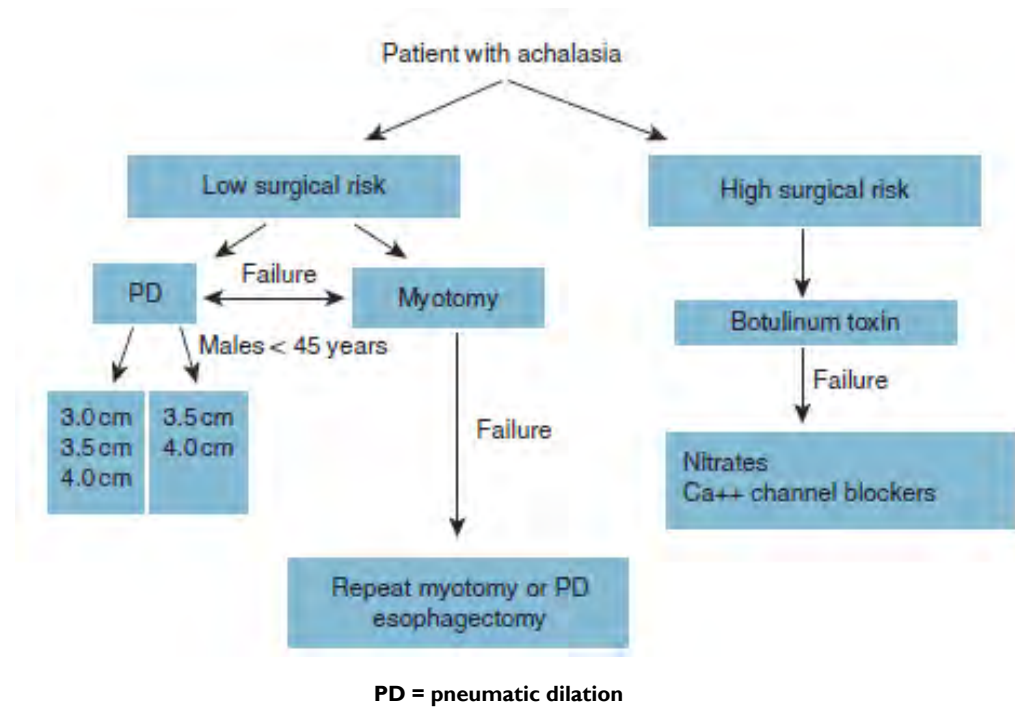 Patient with achalasia
Low surgical risk
High surgical risk
PD
Failure
Myotomy
Botulinum toxin
Males < 45 years
Failure
3.0 cm
3.5 cm
4.0 cm
3.5 cm
4.0 cm
Failure
Nitrates
Ca++ channel blockers
Repeat myotomy or PD
esophagectomy
PD = pneumatic dilation